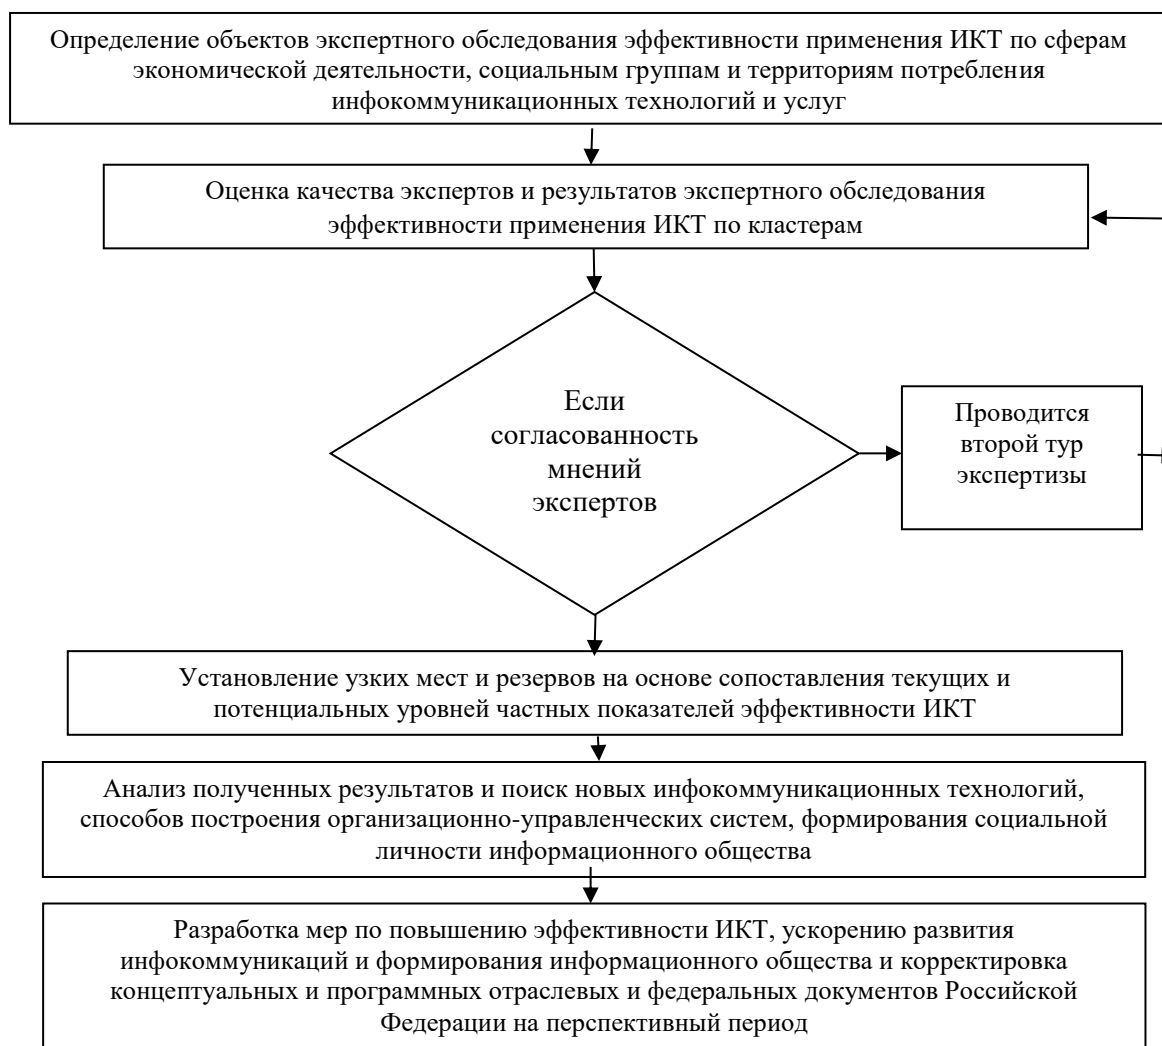 Определение объектов экспертного обследования эффективности применения ИКТ по сферам
экономической деятельности, социальным группам и территориям потребления
инфокоммуникационных технологий и услуг
Оценка качества экспертов и результатов экспертного обследования
эффективности применения ИКТ по кластерам
Если
согласованность
мнений
экспертов
Проводится
второй тур
экспертизы
Установление узких мест и резервов на основе сопоставления текущих и
потенциальных уровней частных показателей эффективности ИКТ
Анализ полученных результатов и поиск новых инфокоммуникационных технологий,
способов построения организационно-управленческих систем, формирования социальной
личности информационного общества
Разработка мер по повышению эффективности ИКТ, ускорению развития
инфокоммуникаций и формирования информационного общества и корректировка
концептуальных и программных отраслевых и федеральных документов Российской
Федерации на перспективный период